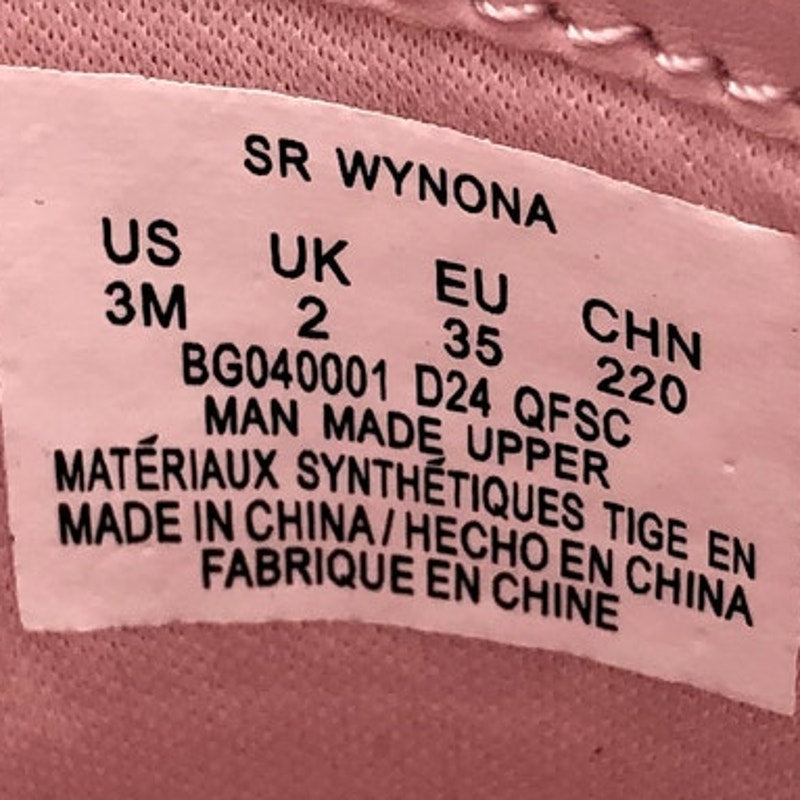 SR WYNONA
US UK EU CHN
3M 2 35 220
BG040001 D24 QFSC
MAN MADE UPPER
MATÉRIAUX SYNTHÉTIQUES TIGE EN
MADE IN CHINA / HECHO EN CHINA
FABRIQUE EN CHINE